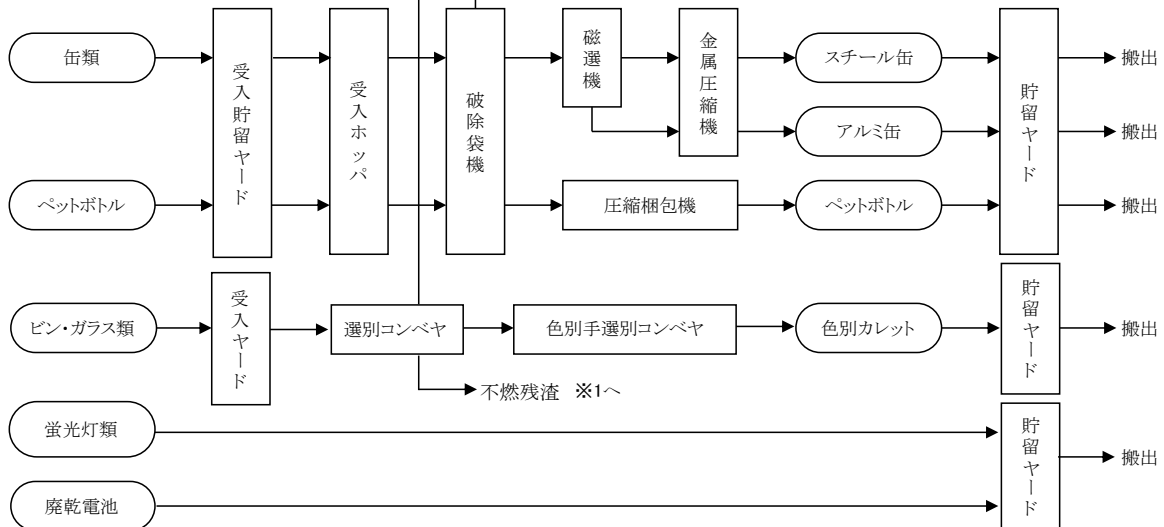 缶類
受入貯留ヤード
受入ホッパ
破除袋機
磁選機
金属圧縮機
スチール缶
貯留ヤード
搬出
アルミ缶
搬出
ペットボトル
圧縮梱包機
ペットボトル
搬出
ビン・ガラス類
受入ヤード
選別コンベヤ
色別手選別コンベヤ
色別カレット
貯留ヤード
搬出
不燃残渣 ※1へ
蛍光灯類
貯留ヤード
搬出
廃乾電池